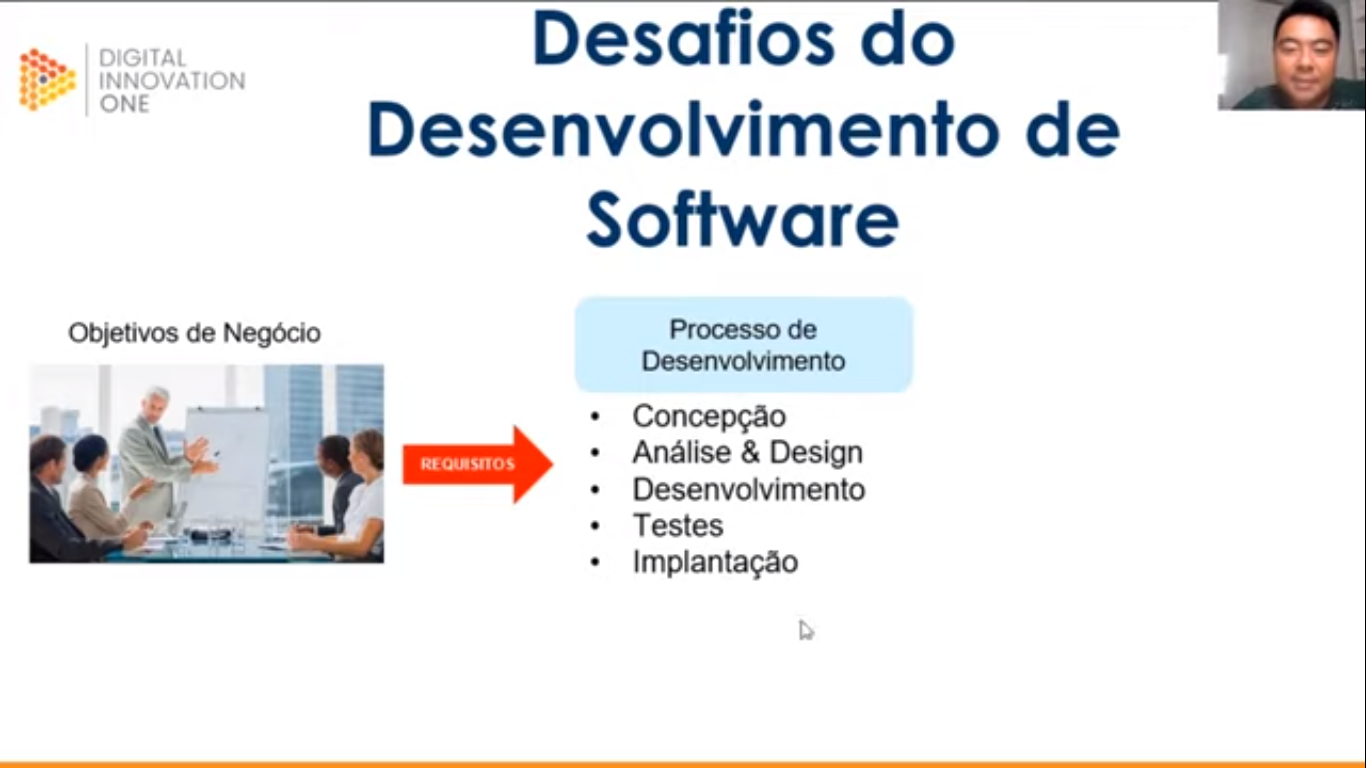 DIGITAL
INNOVATION
ONE
Desafios do
Desenvolvimento de
Software
Objetivos de Negócio
REQUISITOS
Processo de
Desenvolvimento
• Concepção
• Análise & Design
• Desenvolvimento
• Testes
• Implantação